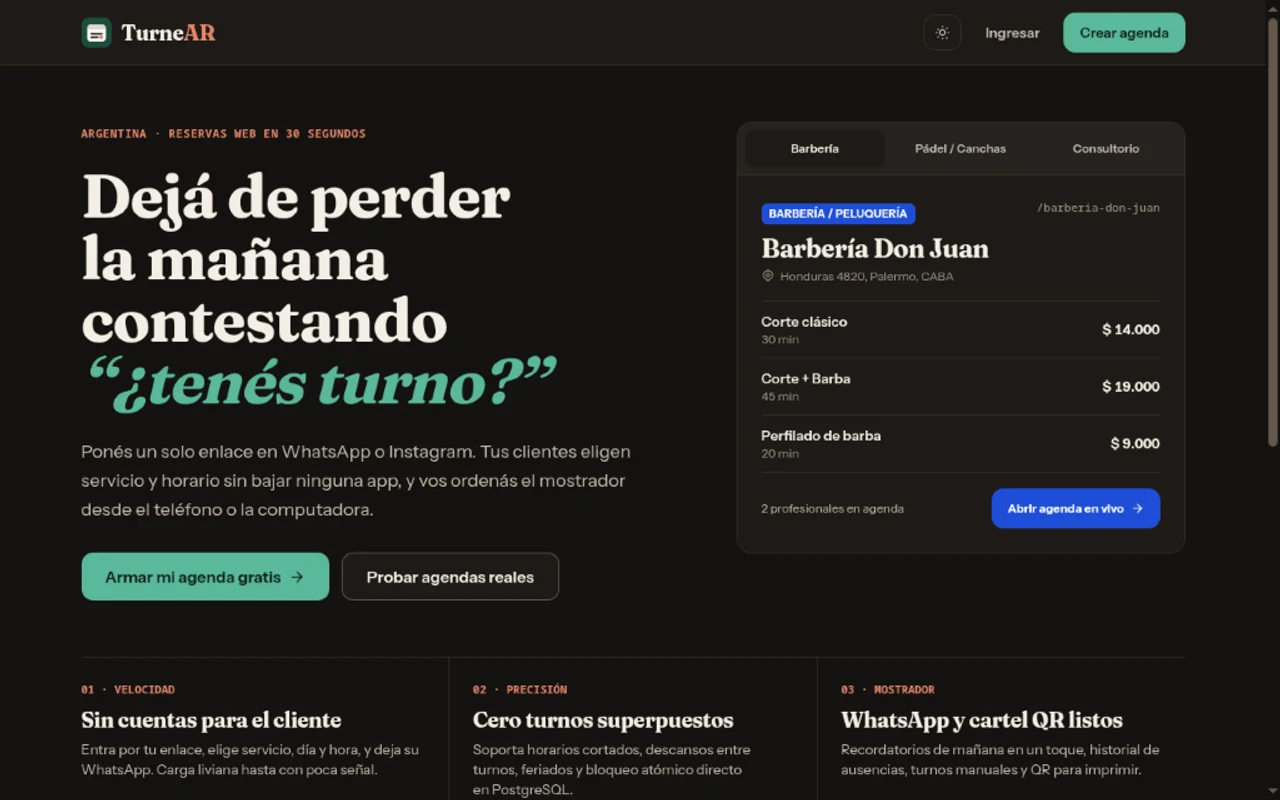 TurneAR
Ingresar
Crear agenda
ARGENTINA · RESERVAS WEB EN 30 SEGUNDOS
Dejá de perder
la mañana
contestando
“¿tenés turno?”
Ponés un solo enlace en WhatsApp o Instagram. Tus clientes eligen
servicio y horario sin bajar ninguna app, y vos ordenás el mostrador
desde el teléfono o la computadora.
Armar mi agenda gratis →
Probar agendas reales
Barbería
Pádel / Canchas
Consultorio
BARBERÍA / PELUQUERÍA
/barberia-don-juan
Barbería Don Juan
Honduras 4820, Palermo, CABA
Corte clásico
30 min
$ 14.000
Corte + Barba
45 min
$ 19.000
Perfilado de barba
20 min
$ 9.000
2 profesionales en agenda
Abrir agenda en vivo →
01 · VELOCIDAD
Sin cuentas para el cliente
Entra por tu enlace, elige servicio, día y hora, y deja su
WhatsApp. Carga liviana hasta con poca señal.
02 · PRECISIÓN
Cero turnos superpuestos
Soporta horarios cortados, descansos entre
turnos, feriados y bloqueo atómico directo
en PostgreSQL.
03 · MOSTRADOR
WhatsApp y cartel QR listos
Recordatorios de mañana en un toque, historial de
ausencias, turnos manuales y QR para imprimir.